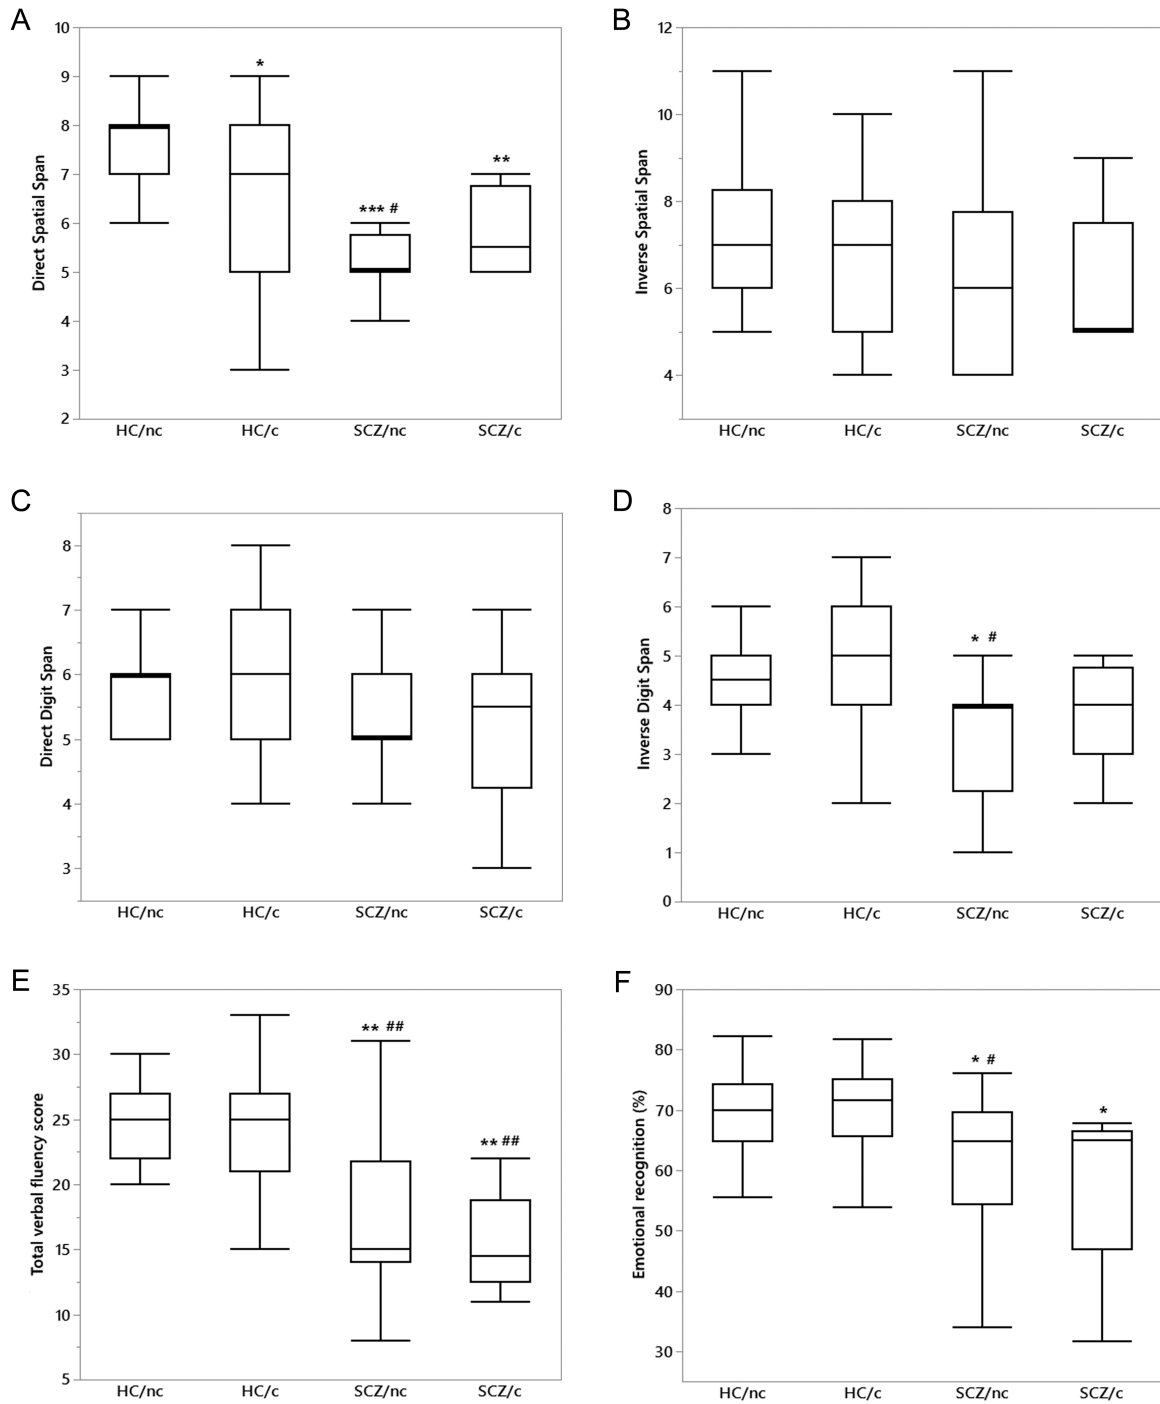 A
Direct Spatial Span
10
9
8
7
6
5
4
3
2
*
*** #
**
HC/nc HC/c SCZ/nc SCZ/c
B
Inverse Spatial Span
12
10
8
6
4
HC/nc HC/c SCZ/nc SCZ/c
C
Direct Digit Span
8
7
6
5
4
3
HC/nc HC/c SCZ/nc SCZ/c
D
Inverse Digit Span
8
7
6
5
4
3
2
1
0
* #
HC/nc HC/c SCZ/nc SCZ/c
E
Total verbal fluency score
35
30
25
20
15
10
5
** ##
** ##
HC/nc HC/c SCZ/nc SCZ/c
F
Emotional recognition (%)
90
80
70
60
50
40
30
* #
*
HC/nc HC/c SCZ/nc SCZ/c